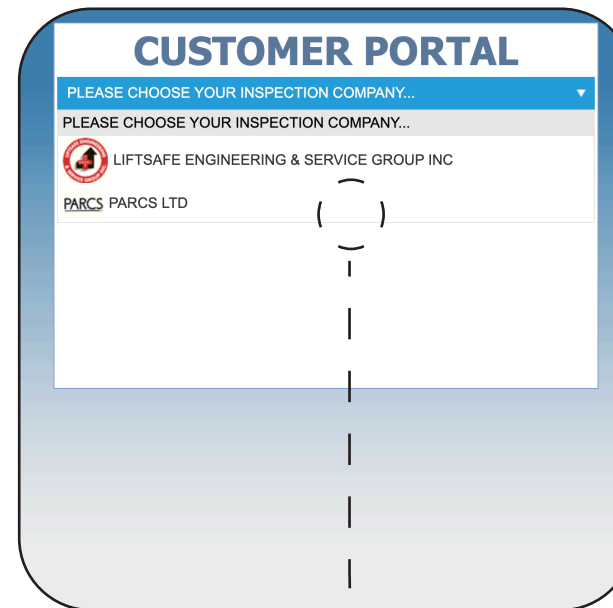 CUSTOMER PORTAL
PLEASE CHOOSE YOUR INSPECTION COMPANY...
PLEASE CHOOSE YOUR INSPECTION COMPANY...
LIFTSAFE ENGINEERING & SERVICE GROUP INC
PARCS PARCS LTD